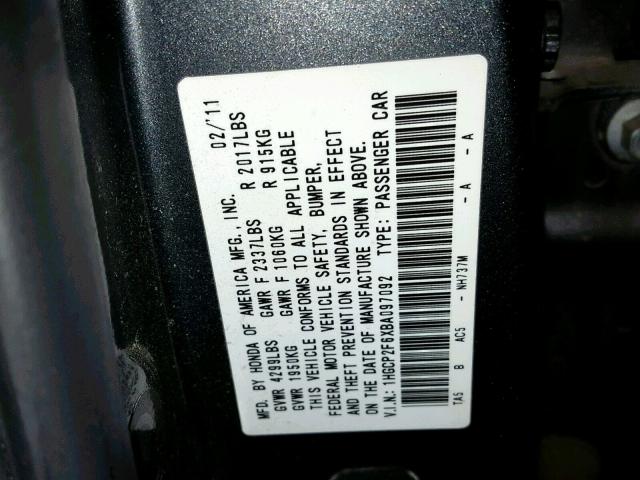 MFD. BY HONDA OF AMERICA MFG., INC. 02/'11
GVWR 4299LBS GAWR F 2337LBS R 2017LBS
GVWR 1950KG GAWR F 1060KG R 915KG
THIS VEHICLE CONFORMS TO ALL APPLICABLE
FEDERAL MOTOR VEHICLE SAFETY, BUMPER,
AND THEFT PREVENTION STANDARDS IN EFFECT
ON THE DATE OF MANUFACTURE SHOWN ABOVE.
V.I.N.: 1HGCP2F6XBA097092 TYPE: PASSENGER CAR
TA5 B AC5 - NH737M -A -A